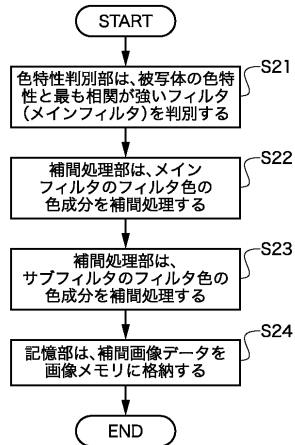 START
色特性判別部は、被写体の色特
性と最も相関が強いフィルタ
(メインフィルタ)を判別する
S21
補間処理部は、メイン
フィルタのフィルタ色の
色成分を補間処理する
S22
補間処理部は、
サブフィルタのフィルタ色の
色成分を補間処理する
S23
記憶部は、補間画像データを
画像メモリに格納する
S24
END